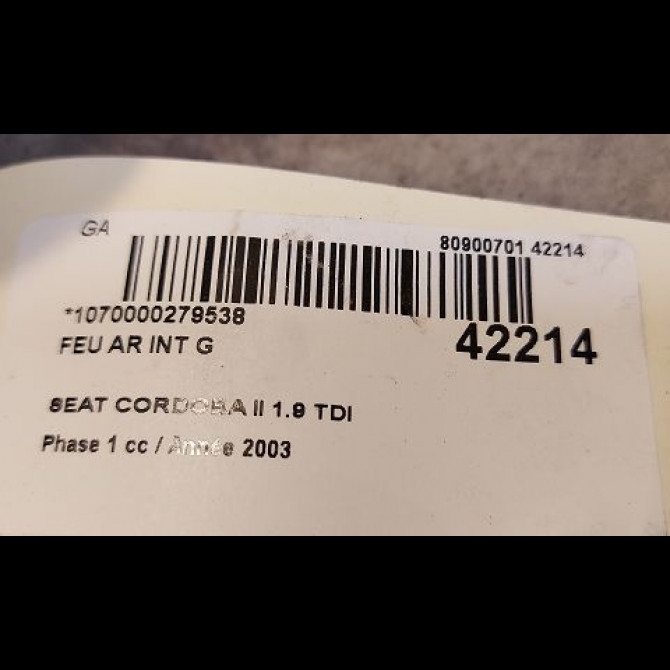 GA
80900701 42214
*1070000279538
42214
FEU AR INT G
SEAT CORDOBA II 1.9 TDI
Phase 1 cc / Année 2003